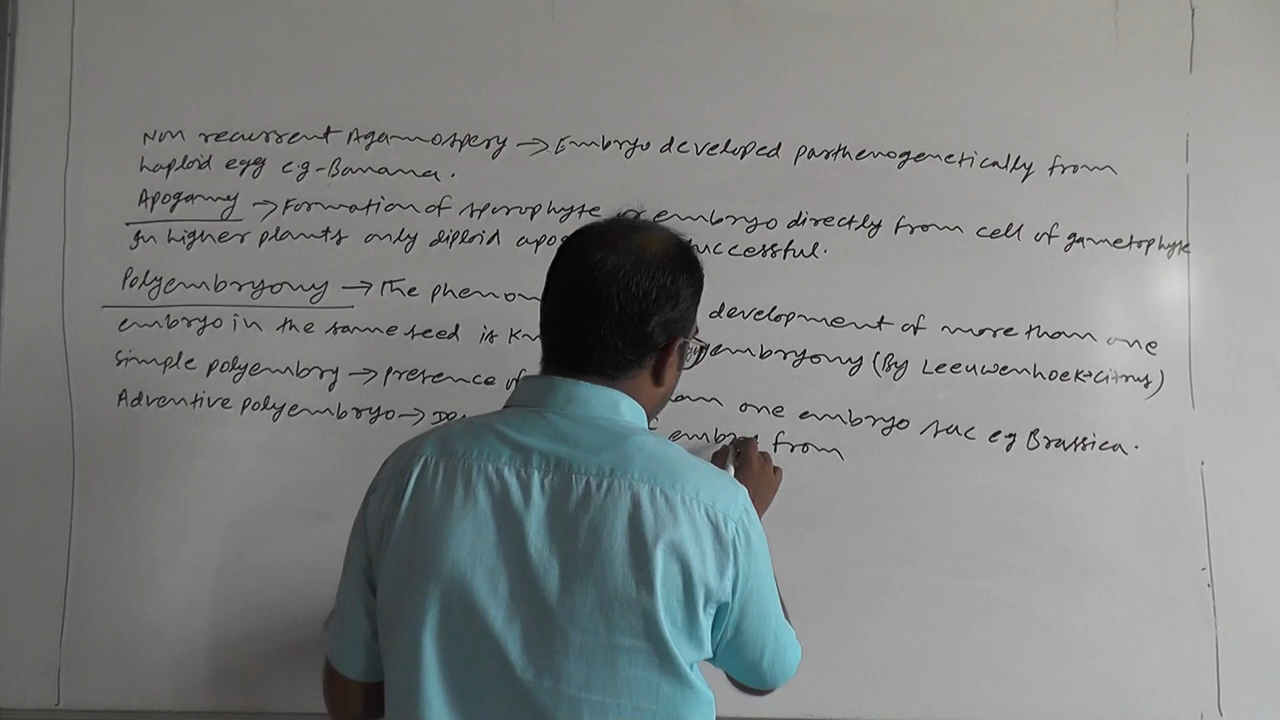 Non recurrent Agamospery → Embryo developed parthenogenetically from
haploid egg e.g-Banana.
Apogamy → Formation of sporophyte or embryo directly from cell of gametophyte
In higher plants only diploid apo uccessful.
Polyembryony → The phenom development of more than one
embryo in the same seed is kn embryony (By Leeuwenhoek→citrus)
simple polyembry → presence of one embryo sac eg Brassica.
Adventive polyembryo → embryo from